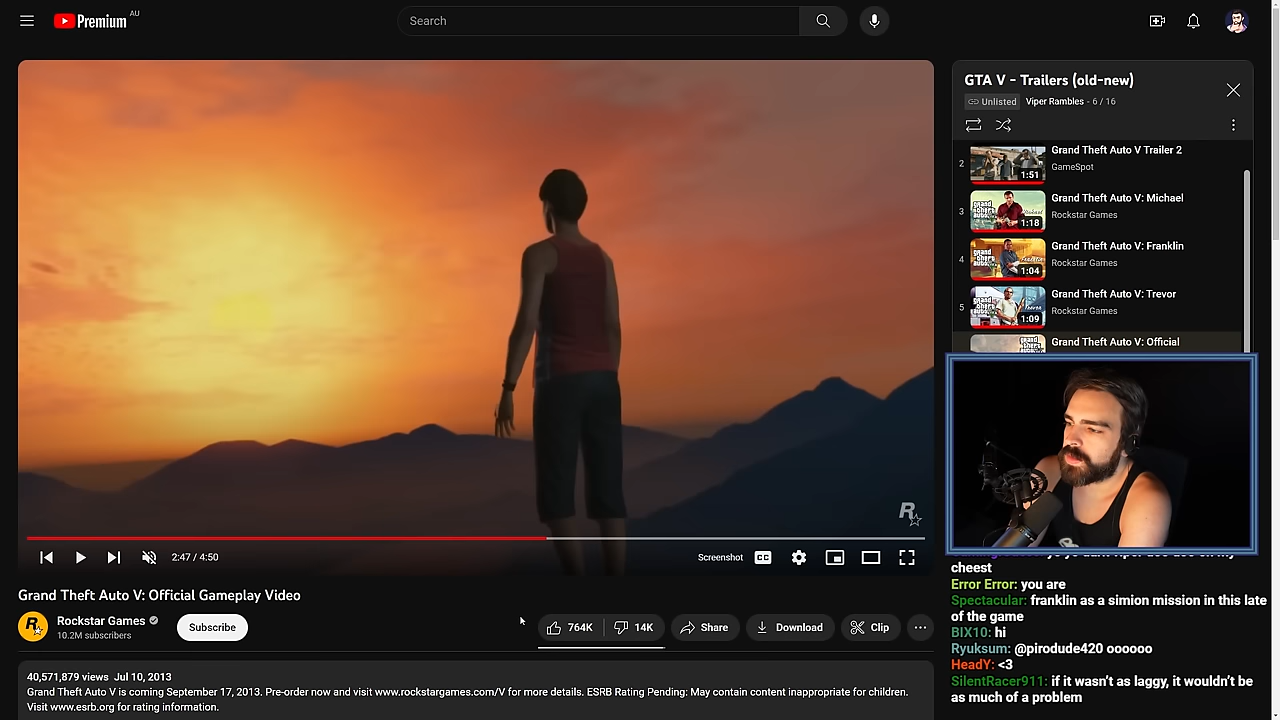 Premium AU
Search
GTA V – Trailers (old-new)
Unlisted Viper Rambles - 6 / 16
2
1:51
Grand Theft Auto V Trailer 2
GameSpot
3
1:18
Grand Theft Auto V: Michael
Rockstar Games
4
1:04
Grand Theft Auto V: Franklin
Rockstar Games
5
1:09
Grand Theft Auto V: Trevor
Rockstar Games
Grand Theft Auto V: Official
2:47 / 4:50
Screenshot
CC
Grand Theft Auto V: Official Gameplay Video
Rockstar Games
10.2M subscribers
Subscribe
764K
14K
Share
Download
Clip
40,571,879 views Jul 10, 2013
Grand Theft Auto V is coming September 17, 2013. Pre-order now and visit www.rockstargames.com/V for more details. ESRB Rating Pending: May contain content inappropriate for children.
Visit www.esrb.org for rating information.
cheest
Error Error: you are
Spectacular: franklin as a simion mission in this late
of the game
BIX10: hi
Ryuksum: @pirodude420 oooooo
HeadY: <3
SilentRacer911: if it wasn't as laggy, it wouldn't be
as much of a problem